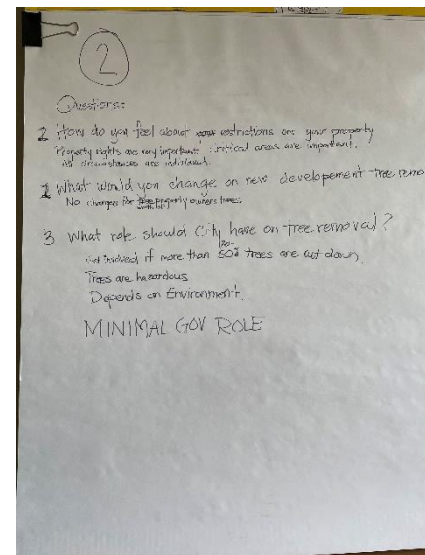 2
Questions:
2 How do you feel about restrictions on your property
Property rights are very important. Critical areas are important.
All circumstances are individual.
1 What would you change on new developement tree remo
No changes for property owners trees.
3 What role should City have on tree removal?
Get involved if more than 50% trees are cut down.
Trees are hazardous
Depends on Environment.
MINIMAL GOV ROLE